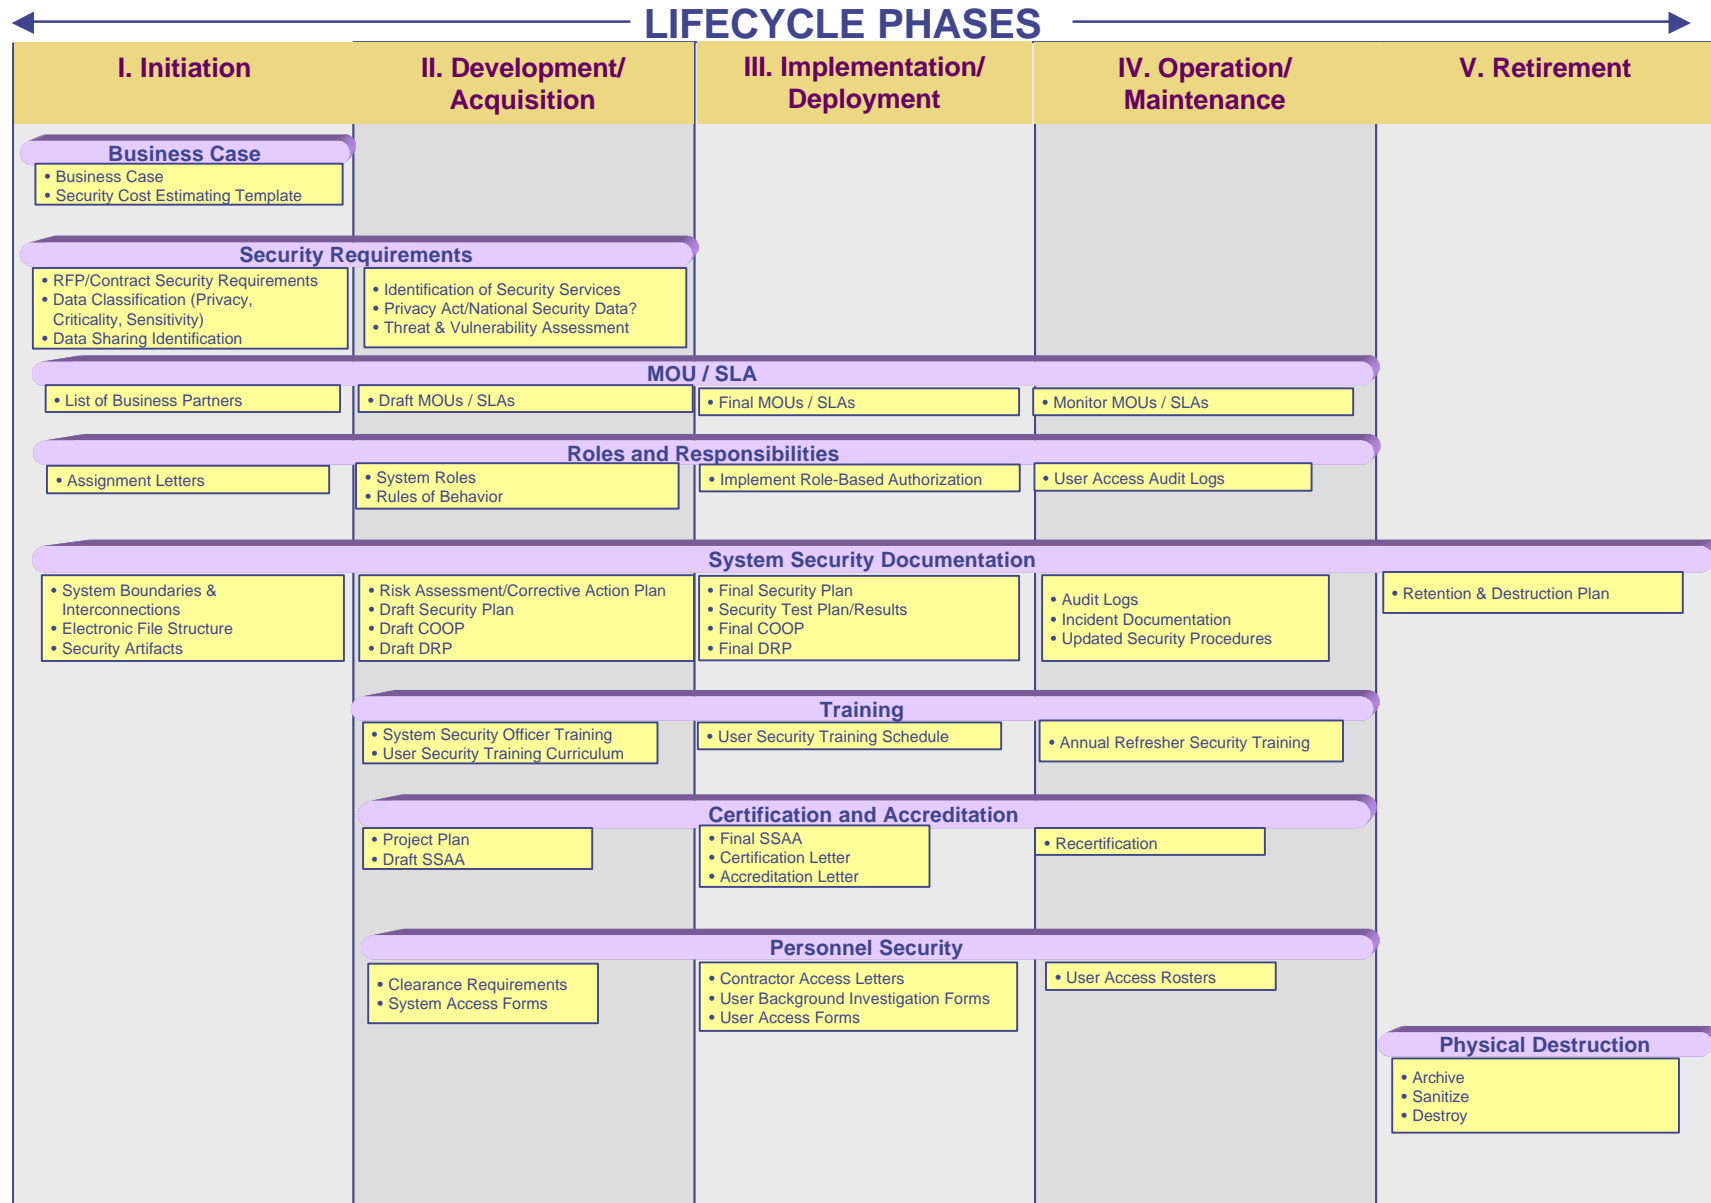 LIFECYCLE PHASES
I. Initiation
II. Development/
Acquisition
III. Implementation/
Deployment
IV. Operation/
Maintenance
V. Retirement
Business Case
• Business Case
• Security Cost Estimating Template
Security Requirements
• RFP/Contract Security Requirements
• Data Classification (Privacy,
Criticality, Sensitivity)
• Data Sharing Identification
• Identification of Security Services
• Privacy Act/National Security Data?
• Threat & Vulnerability Assessment
MOU / SLA
• List of Business Partners
• Draft MOUs / SLAs
• Final MOUs / SLAs
• Monitor MOUs / SLAs
Roles and Responsibilities
• Assignment Letters
• System Roles
• Rules of Behavior
• Implement Role-Based Authorization
• User Access Audit Logs
System Security Documentation
• System Boundaries &
Interconnections
• Electronic File Structure
• Security Artifacts
• Risk Assessment/Corrective Action Plan
• Draft Security Plan
• Draft COOP
• Draft DRP
• Final Security Plan
• Security Test Plan/Results
• Final COOP
• Final DRP
• Audit Logs
• Incident Documentation
• Updated Security Procedures
• Retention & Destruction Plan
Training
• System Security Officer Training
• User Security Training Curriculum
• User Security Training Schedule
• Annual Refresher Security Training
Certification and Accreditation
• Project Plan
• Draft SSAA
• Final SSAA
• Certification Letter
• Accreditation Letter
• Recertification
Personnel Security
• Clearance Requirements
• System Access Forms
• Contractor Access Letters
• User Background Investigation Forms
• User Access Forms
• User Access Rosters
Physical Destruction
• Archive
• Sanitize
• Destroy